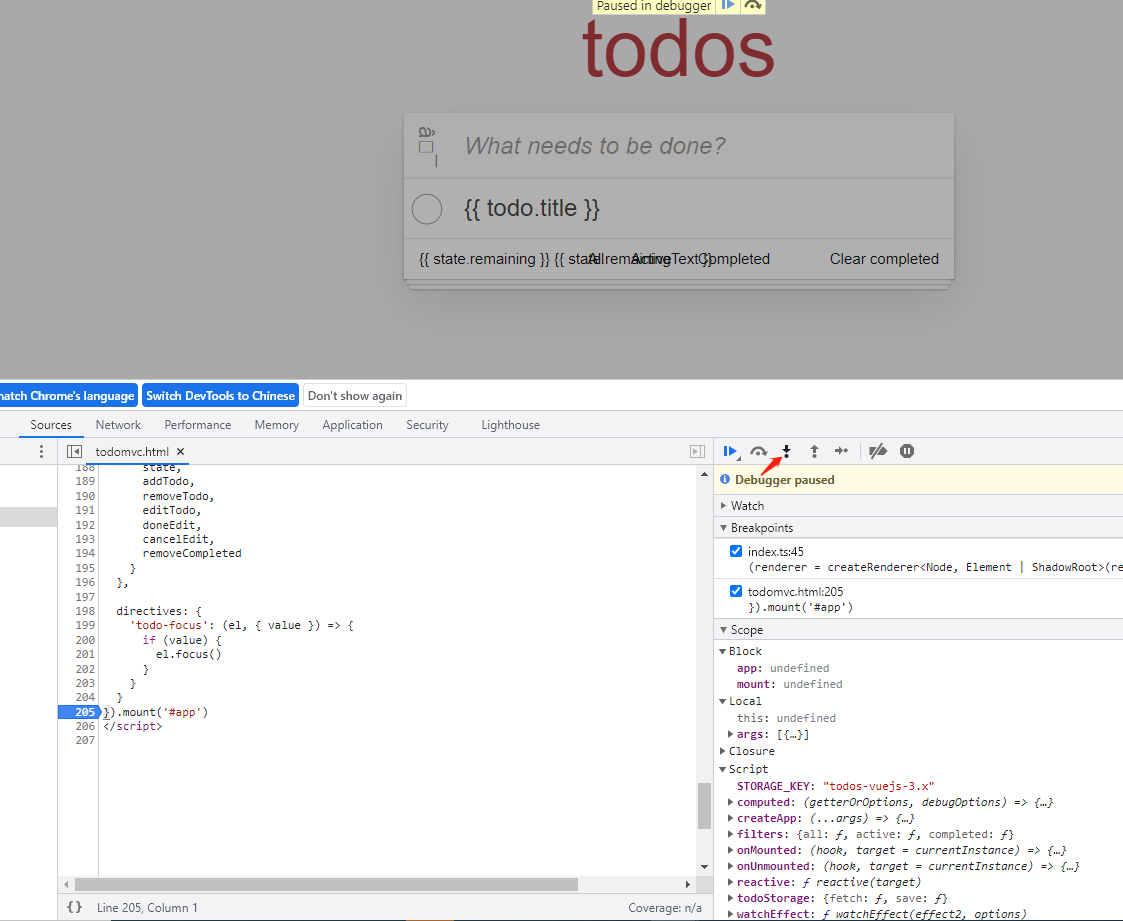 Paused in debugger
todos
What needs to be done?
{{ todo.title }}
{{ state.remaining }} {{ state.remainingText }}
All
Active
Completed
Clear completed
match Chrome's language
Switch DevTools to Chinese
Don't show again
Sources
Network
Performance
Memory
Application
Security
Lighthouse
todomvc.html
188 state,
189 addTodo,
190 removeTodo,
191 editTodo,
192 doneEdit,
193 cancelEdit,
194 removeCompleted
195 }
196 },
197
198 directives: {
199 'todo-focus': (el, { value }) => {
200 if (value) {
201 el.focus()
202 }
203 }
204 }
205 }).mount('#app')
206 </script>
207
{} Line 205, Column 1
Coverage: n/a
Debugger paused
Watch
Breakpoints
index.ts:45
(renderer = createRenderer<Node, Element | ShadowRoot>(re
todomvc.html:205
}).mount('#app')
Scope
Block
app: undefined
mount: undefined
Local
this: undefined
args: [{…}]
Closure
Script
STORAGE_KEY: "todos-vuejs-3.x"
computed: (getterOrOptions, debugOptions) => {…}
createApp: (...args) => {…}
filters: {all: ƒ, active: ƒ, completed: ƒ}
onMounted: (hook, target = currentInstance) => {…}
onUnmounted: (hook, target = currentInstance) => {…}
reactive: ƒ reactive(target)
todoStorage: {fetch: ƒ, save: ƒ}
watchEffect: ƒ watchEffect(effect2, options)